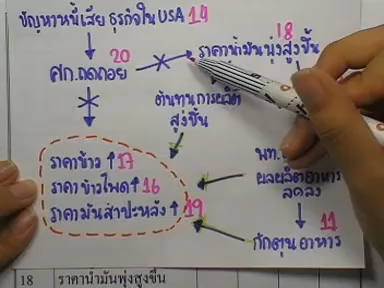 ปัญหาหนี้เสีย ธุรกิจใน USA 14
ศก.ถดถอย 20
ราคาน้ำมันพุ่งสูงขึ้น 18
ต้นทุนการผลิต
สูงขึ้น
ราคาข้าว ↑ 17
ราคาข้าวโพด ↑ 16
ราคามันสำปะหลัง ↑ 19
พท.
ผลผลิตอาหาร
ลดลง
11
กักตุนอาหาร
18 ราคาน้ำมันพุ่งสูงขึ้น